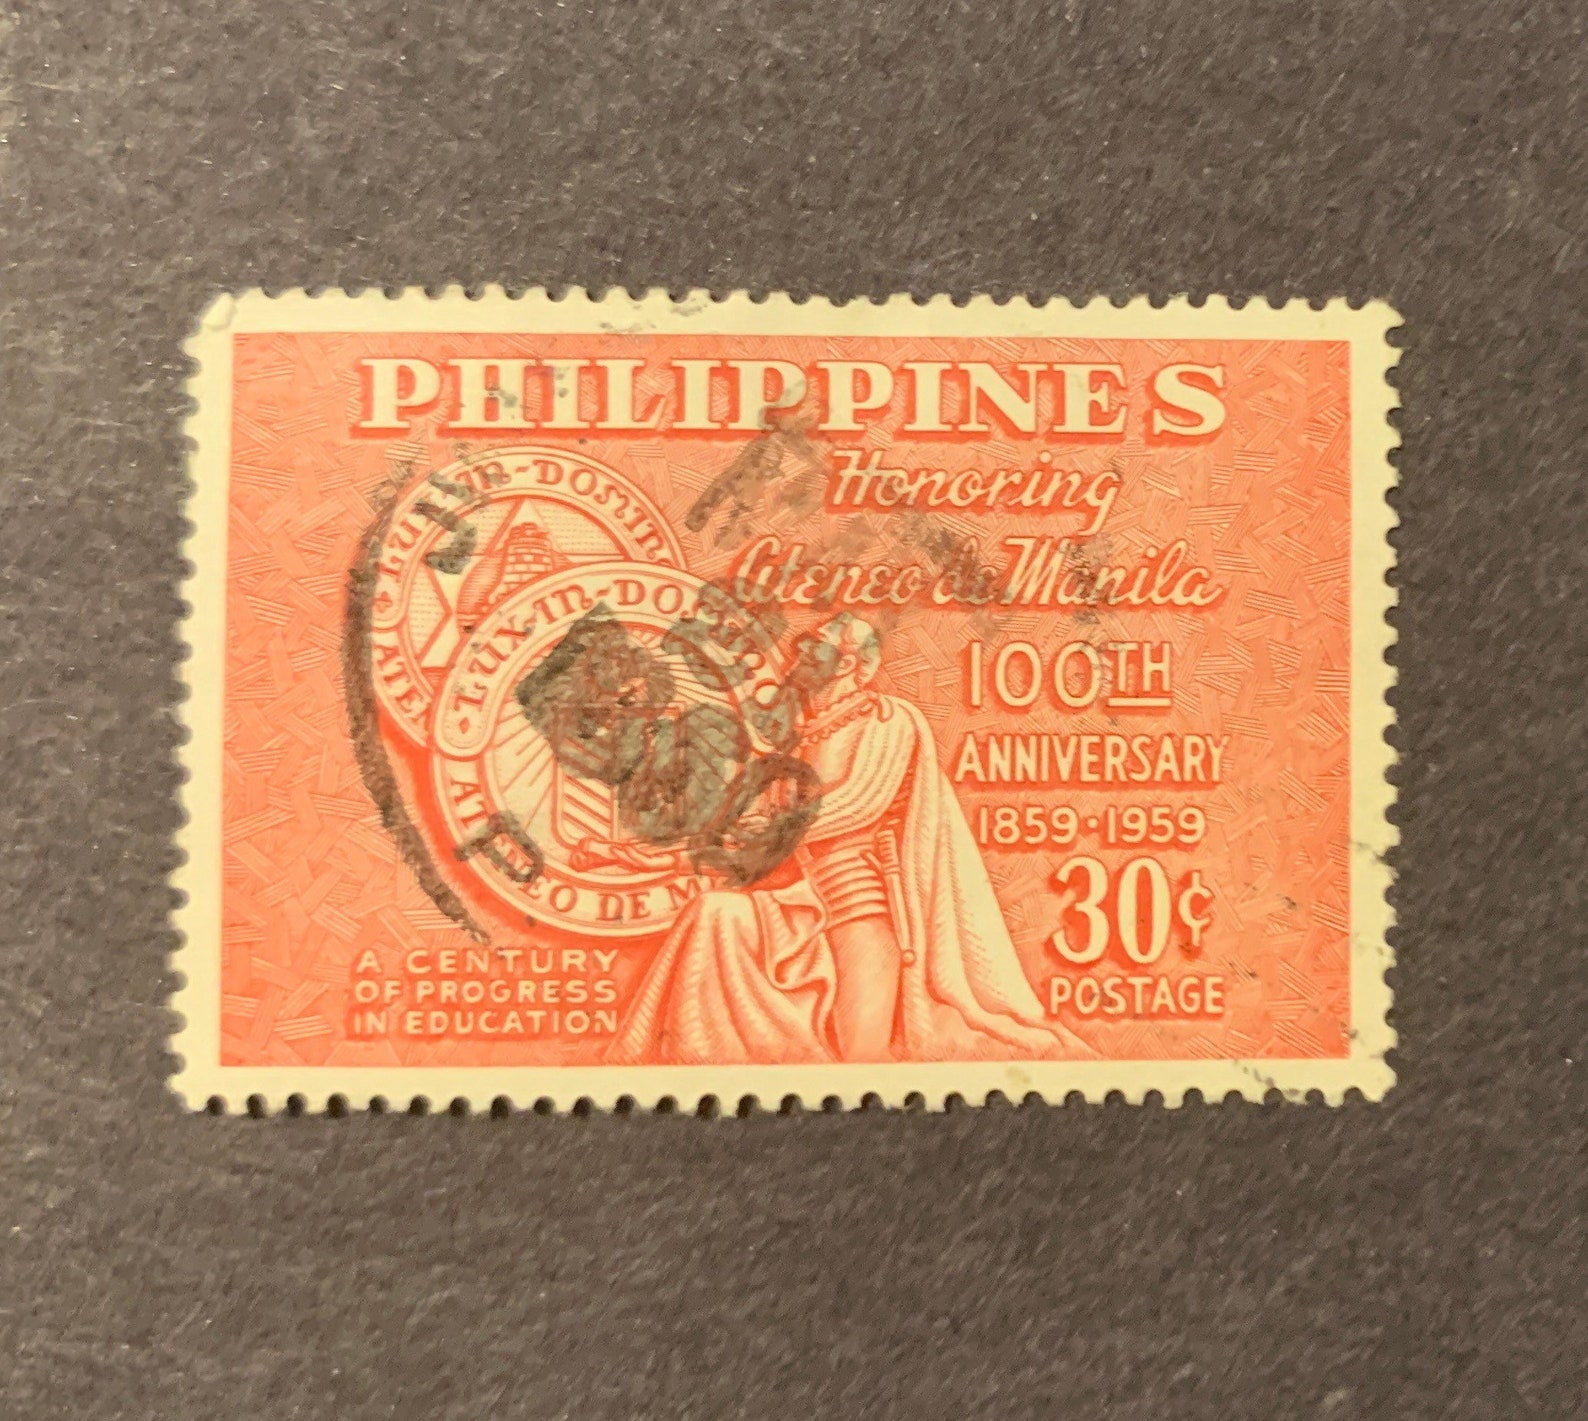 PHILIPPINES
Honoring
Ateneo de Manila
100TH
ANNIVERSARY
1859·1959
30¢
POSTAGE
LUX-IN-DOMINO
ATENEO DE
A CENTURY
OF PROGRESS
IN EDUCATION